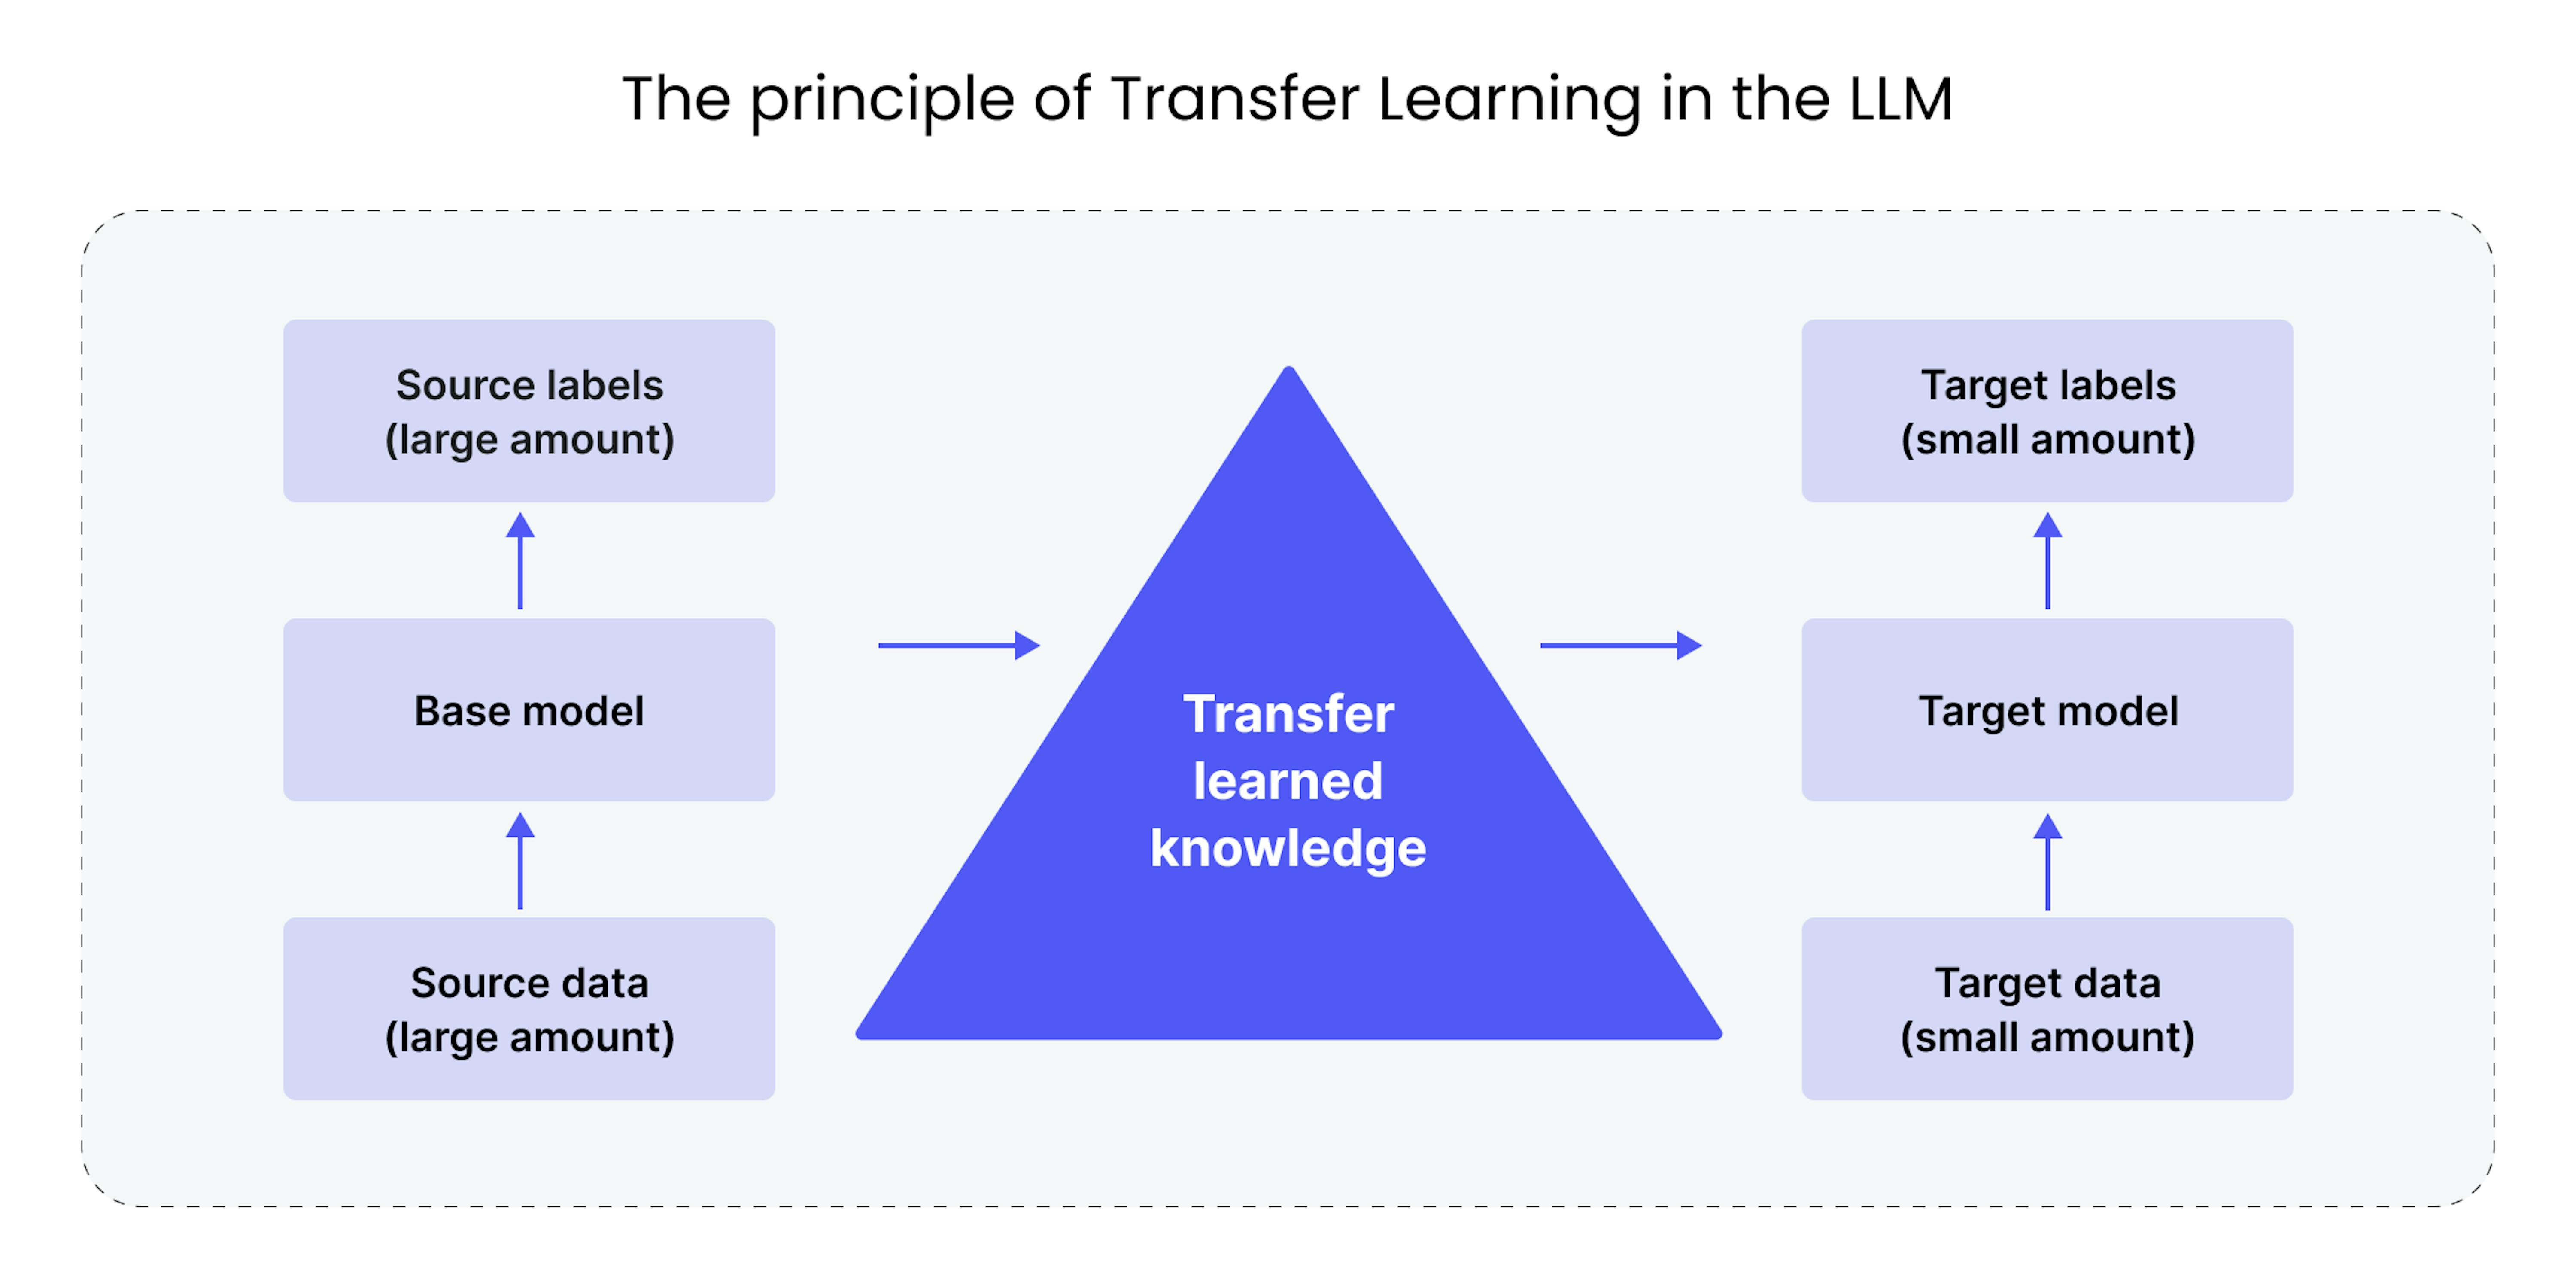 The principle of Transfer Learning in the LLM
Source labels
(large amount)
Base model
Source data
(large amount)
Transfer
learned
knowledge
Target labels
(small amount)
Target model
Target data
(small amount)